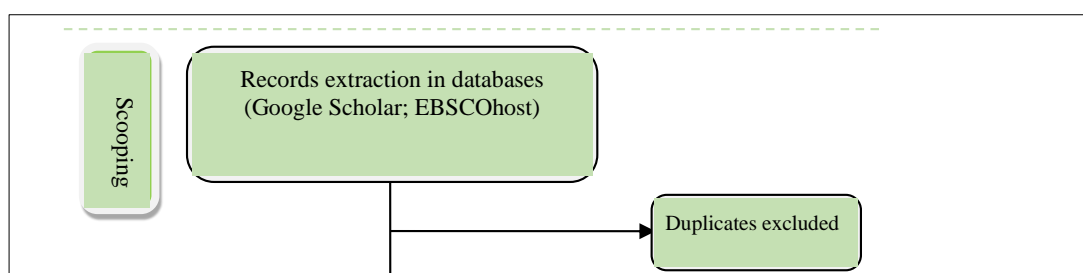 Scooping
Records extraction in databases
(Google Scholar; EBSCOhost)
Duplicates excluded